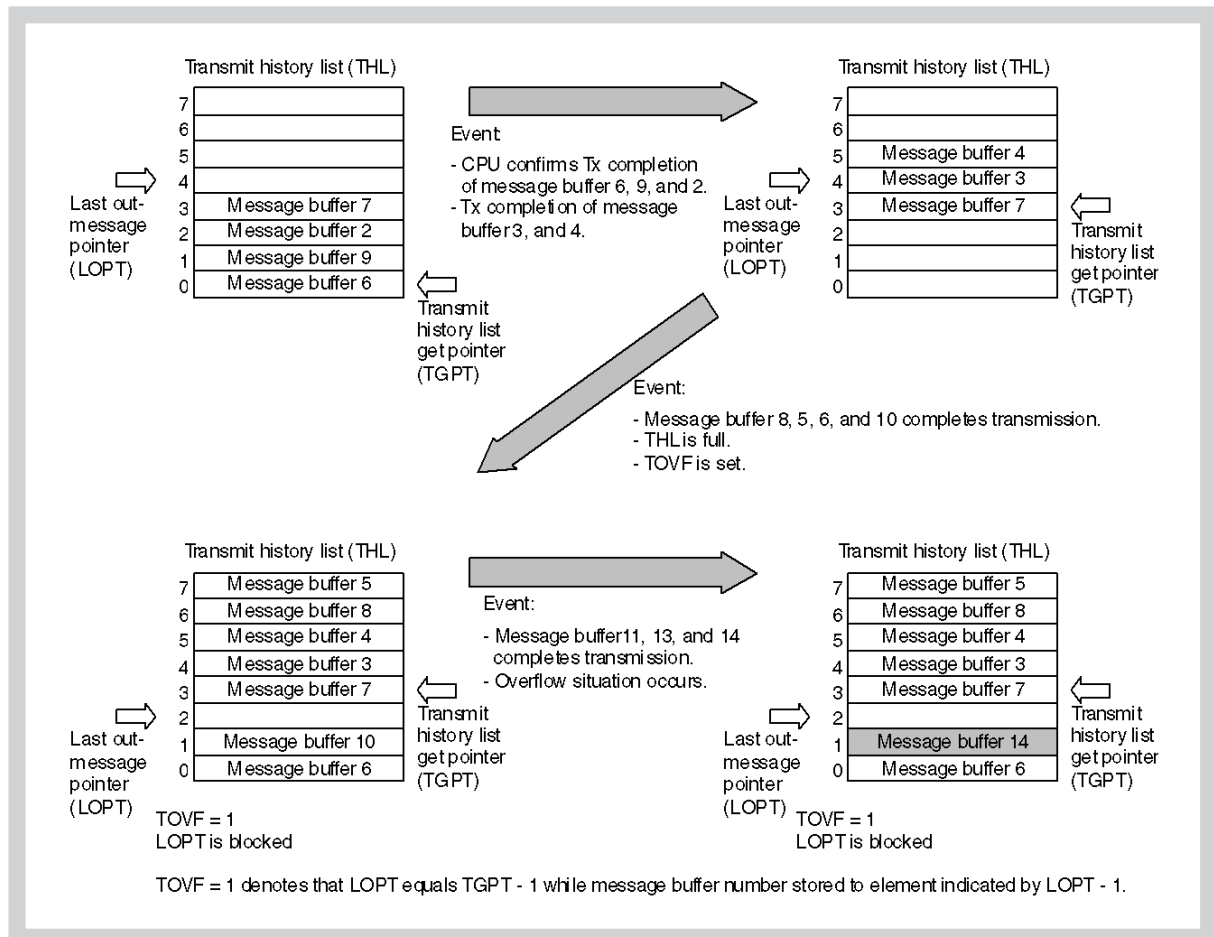 Transmit history list (THL)
7
6
5
4
3 Message buffer 7
2 Message buffer 2
1 Message buffer 9
0 Message buffer 6
Last out-
message
pointer
(LOPT)
Transmit
history list
get pointer
(TGPT)
Event:
- CPU confirms Tx completion
of message buffer 6, 9, and 2.
- Tx completion of message
buffer 3, and 4.
Transmit history list (THL)
7
6
5 Message buffer 4
4 Message buffer 3
3 Message buffer 7
2
1
0
Last out-
message
pointer
(LOPT)
Transmit
history list
get pointer
(TGPT)
Event:
- Message buffer 8, 5, 6, and 10 completes transmission.
- THL is full.
- TOVF is set.
Transmit history list (THL)
7 Message buffer 5
6 Message buffer 8
5 Message buffer 4
4 Message buffer 3
3 Message buffer 7
2
1 Message buffer 10
0 Message buffer 6
Last out-
message
pointer
(LOPT)
Transmit
history list
get pointer
(TGPT)
TOVF = 1
LOPT is blocked
Event:
- Message buffer11, 13, and 14
completes transmission.
- Overflow situation occurs.
Transmit history list (THL)
7 Message buffer 5
6 Message buffer 8
5 Message buffer 4
4 Message buffer 3
3 Message buffer 7
2
1 Message buffer 14
0 Message buffer 6
Last out-
message
pointer
(LOPT)
Transmit
history list
get pointer
(TGPT)
TOVF = 1
LOPT is blocked
TOVF = 1 denotes that LOPT equals TGPT - 1 while message buffer number stored to element indicated by LOPT - 1.